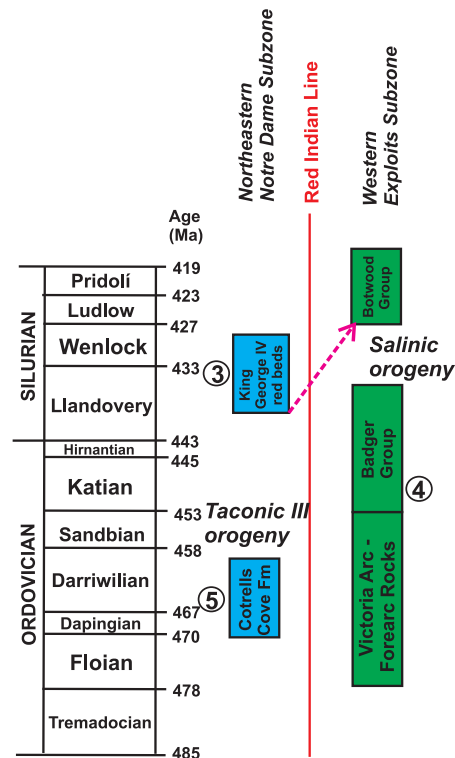 Northeastern
Notre Dame Subzone
Red Indian Line
Western
Exploits Subzone
Age
(Ma)
SILURIAN
ORDOVICIAN
419
Pridolí
423
Ludlow
427
Wenlock
433
Llandovery
443
Hirnantian
445
Katian
453
Sandbian
458
Darriwilian
467
Dapingian
470
Floian
478
Tremadocian
485
3
King
George IV
red beds
Taconic III
orogeny
5
Cotrells
Cove Fm
Botwood
Group
Salinic
orogeny
Badger
Group
4
Victoria Arc -
Forearc Rocks